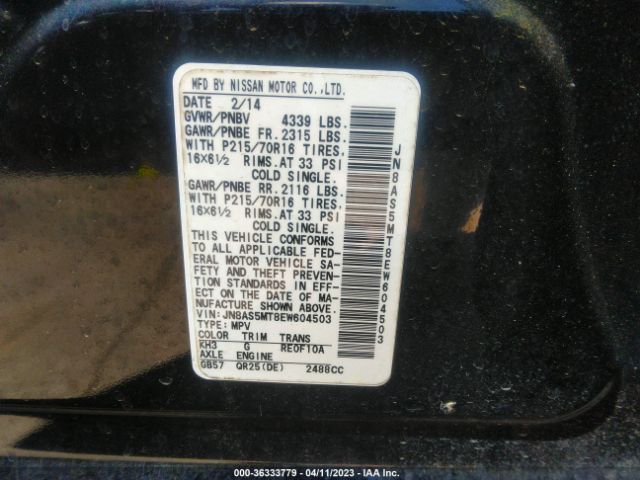 MFD BY NISSAN MOTOR CO.,LTD.
DATE 2/14
GVWR/PNBV 4339 LBS.
GAWR/PNBE FR. 2315 LBS.
WITH P215/70R16 TIRES.
16X6½ RIMS. AT 33 PSI
COLD SINGLE.
GAWR/PNBE RR. 2116 LBS.
WITH P215/70R16 TIRES.
16X6½ RIMS. AT 33 PSI
COLD SINGLE.
THIS VEHICLE CONFORMS
TO ALL APPLICABLE FED-
ERAL MOTOR VEHICLE SA-
FETY AND THEFT PREVEN-
TION STANDARDS IN EFF-
ECT ON THE DATE OF MA-
NUFACTURE SHOWN ABOVE.
VIN: JN8AS5MT8EW604503
TYPE: MPV
COLOR TRIM TRANS
KH3 G RE0F10A
AXLE ENGINE
GB57 QR25(DE) 2488CC
JN8AS5MT8EW604503
000-36333779 - 04/11/2023 - IAA Inc.